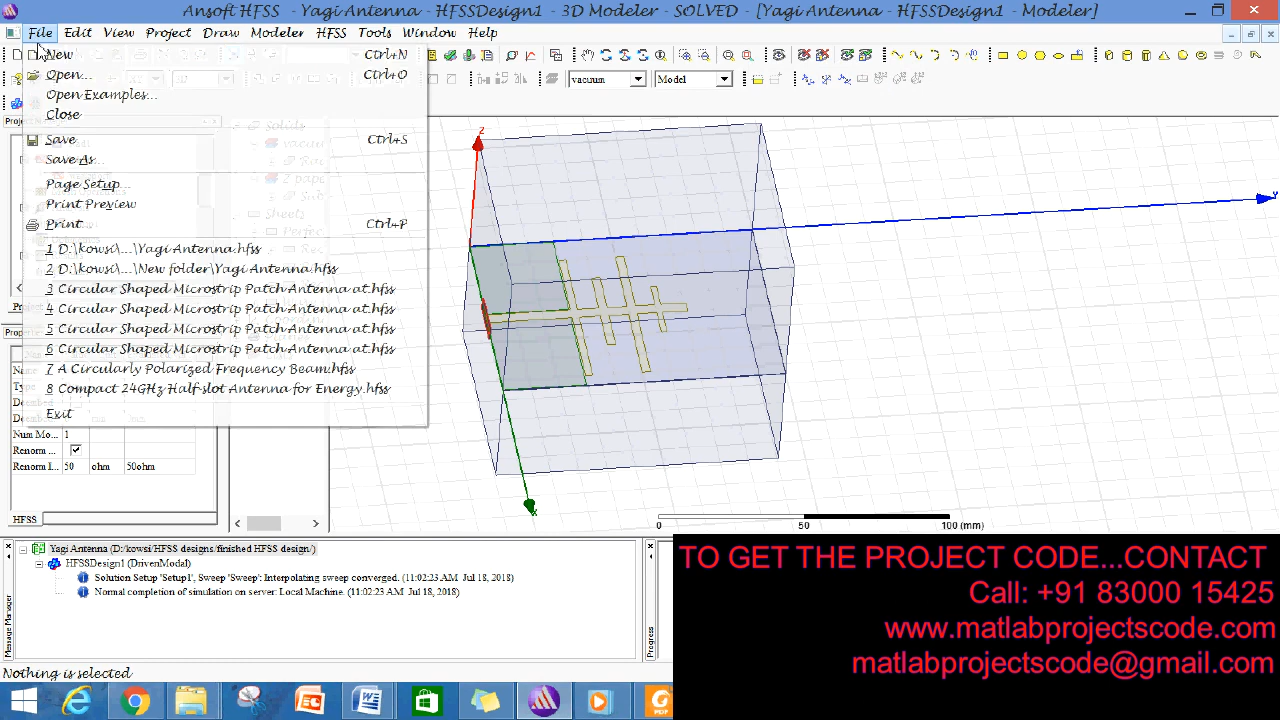 Ansoft HFSS - Yagi Antenna - HFSSDesign1 - 3D Modeler - SOLVED - [Yagi Antenna - HFSSDesign1 - Modeler]
File Edit View Project Draw Modeler HFSS Tools Window Help
New Ctrl+N
Open... Ctrl+O
Open Examples...
Close
Save Ctrl+S
Save As...
Page Setup...
Print Preview
Print... Ctrl+P
1 D:\kowsi\...\Yagi Antenna.hfss
2 D:\kowsi\...\New folder\Yagi Antenna.hfss
3 Circular Shaped Microstrip Patch Antenna at.hfss
4 Circular Shaped Microstrip Patch Antenna at.hfss
5 Circular Shaped Microstrip Patch Antenna at.hfss
6 Circular Shaped Microstrip Patch Antenna at.hfss
7 A Circularly Polarized Frequency Beam.hfss
8 Compact 24GHz Half-slot Antenna for Energy.hfss
Exit
vacuum Model
Solids
Sheets
Num Mo... 1
Renorm ...
Renorm I... 50 ohm 50ohm
HFSS
Z
Y
X
0 50 100 (mm)
Yagi Antenna (D:/kowsi/HFSS designs/finished HFSS design/)
HFSSDesign1 (DrivenModal)
Solution Setup 'Setup1', Sweep 'Sweep': Interpolating sweep converged. (11:02:23 AM Jul 18, 2018)
Normal completion of simulation on server: Local Machine. (11:02:23 AM Jul 18, 2018)
Message Manager
Progress
Nothing is selected
TO GET THE PROJECT CODE...CONTACT
Call: +91 83000 15425
www.matlabprojectscode.com
matlabprojectscode@gmail.com
PDF